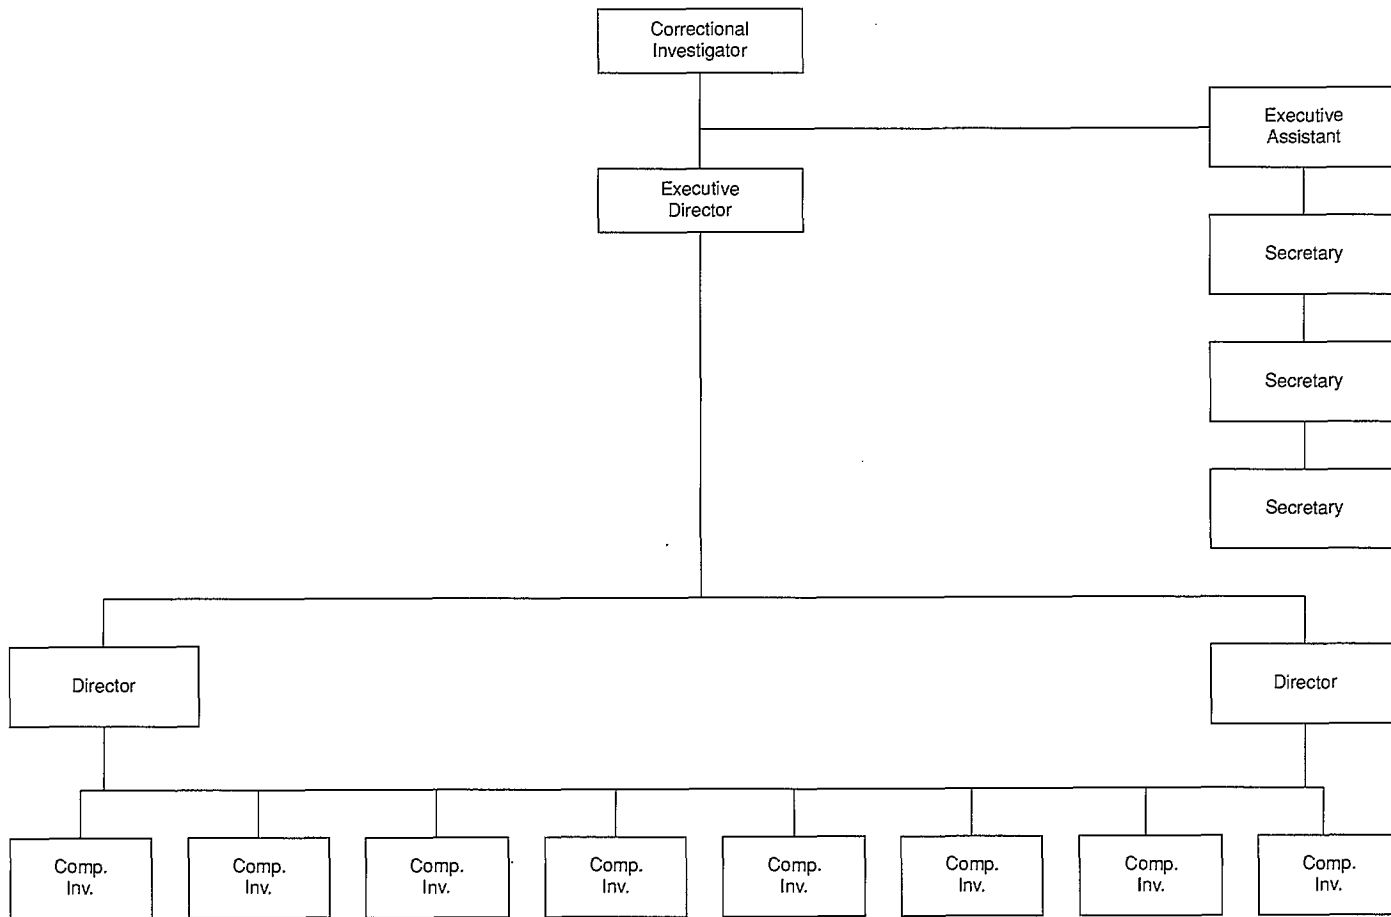 Correctional
Investigator
Executive
Assistant
Executive
Director
Secretary
Secretary
Secretary
Director
Director
Comp.
Inv.
Comp.
Inv.
Comp.
Inv.
Comp.
Inv.
Comp.
Inv.
Comp.
Inv.
Comp.
Inv.
Comp.
Inv.